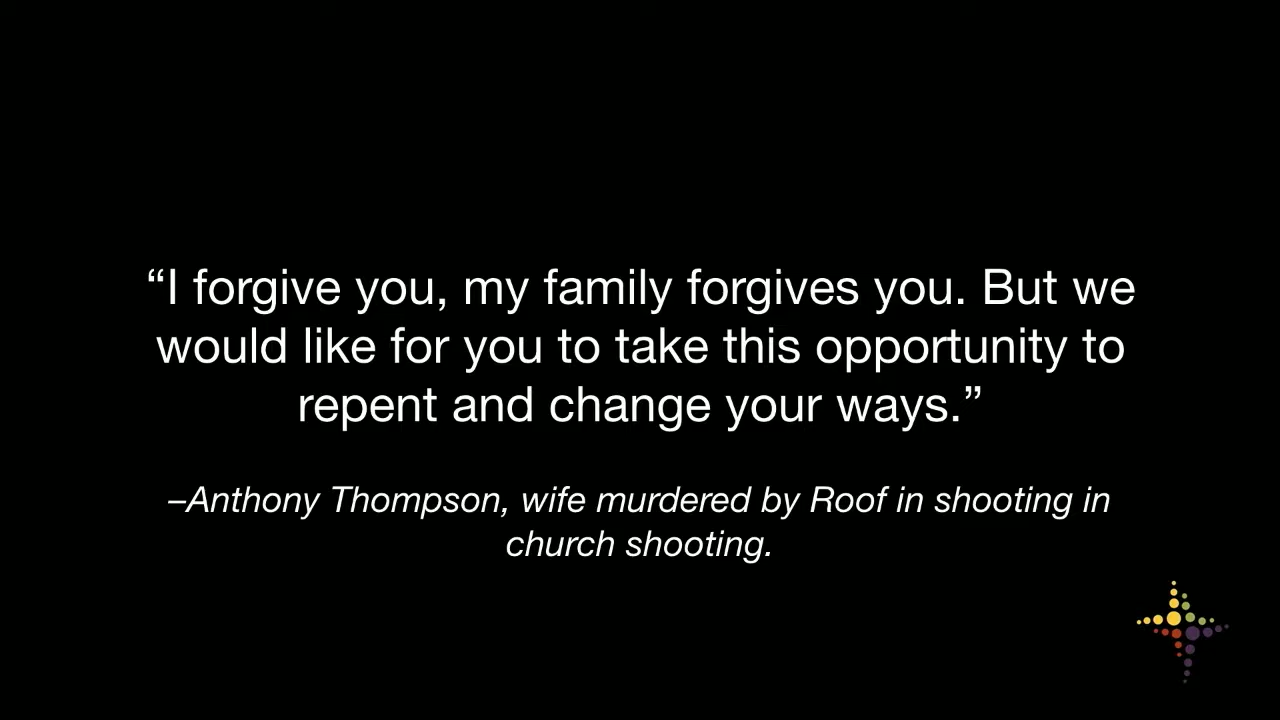 “I forgive you, my family forgives you. But we
would like for you to take this opportunity to
repent and change your ways.”
–Anthony Thompson, wife murdered by Roof in shooting in
church shooting.